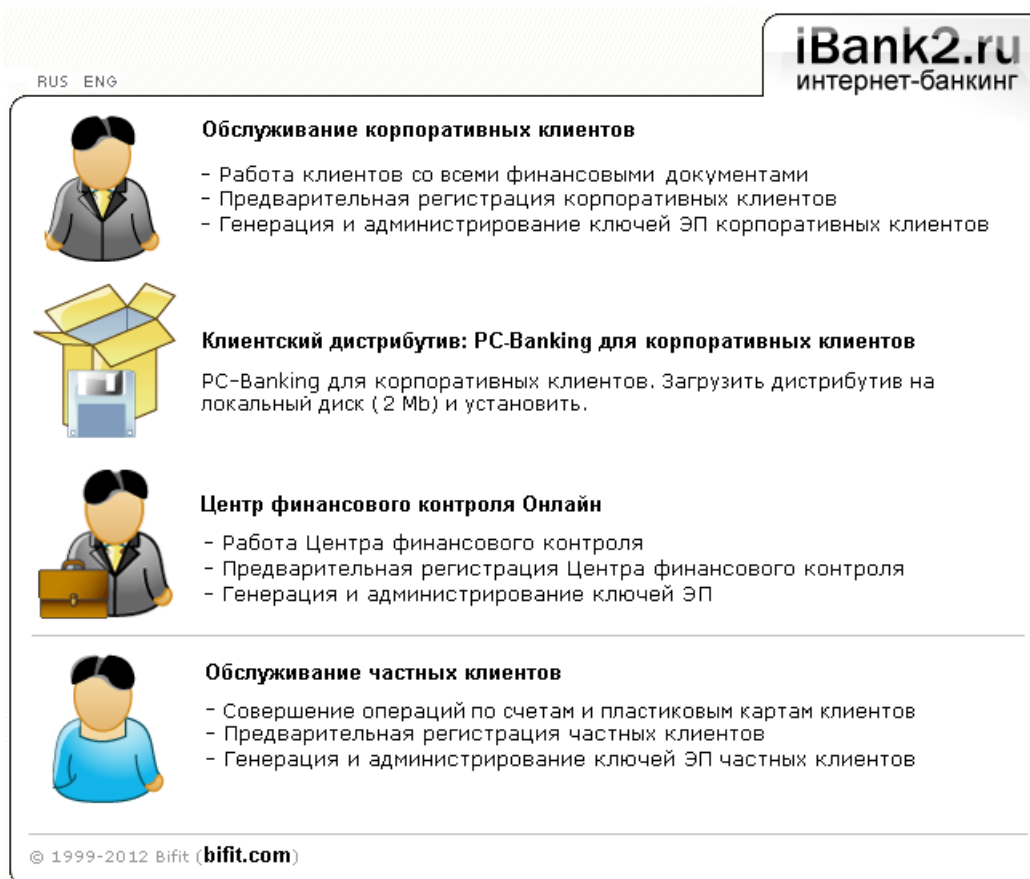 iBank2.ru
интернет-банкинг
RUS ENG
Обслуживание корпоративных клиентов
- Работа клиентов со всеми финансовыми документами
- Предварительная регистрация корпоративных клиентов
- Генерация и администрирование ключей ЭП корпоративных клиентов
Клиентский дистрибутив: PC-Banking для корпоративных клиентов
PC-Banking для корпоративных клиентов. Загрузить дистрибутив на
локальный диск ( 2 Mb) и установить.
Центр финансового контроля Онлайн
- Работа Центра финансового контроля
- Предварительная регистрация Центра финансового контроля
- Генерация и администрирование ключей ЭП
Обслуживание частных клиентов
- Совершение операций по счетам и пластиковым картам клиентов
- Предварительная регистрация частных клиентов
- Генерация и администрирование ключей ЭП частных клиентов
© 1999-2012 Bifit (bifit.com)